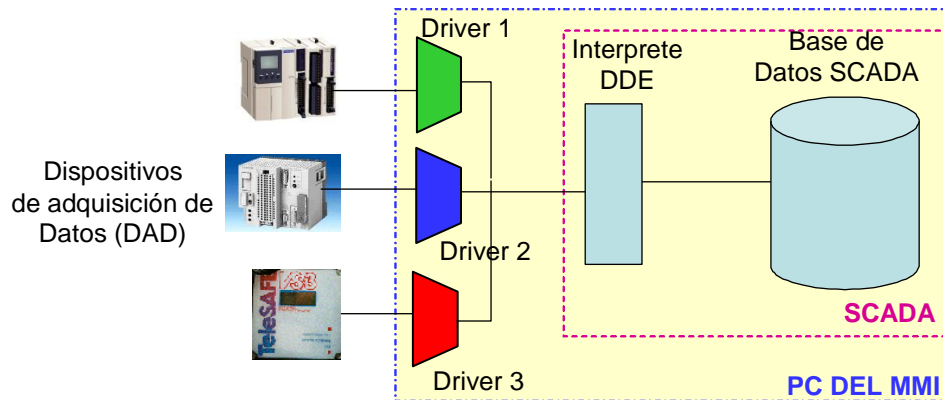 Driver 1
Interprete
DDE
Base de
Datos SCADA
Dispositivos
de adquisición de
Datos (DAD)
Driver 2
TeleSAFE
Driver 3
SCADA
PC DEL MMI